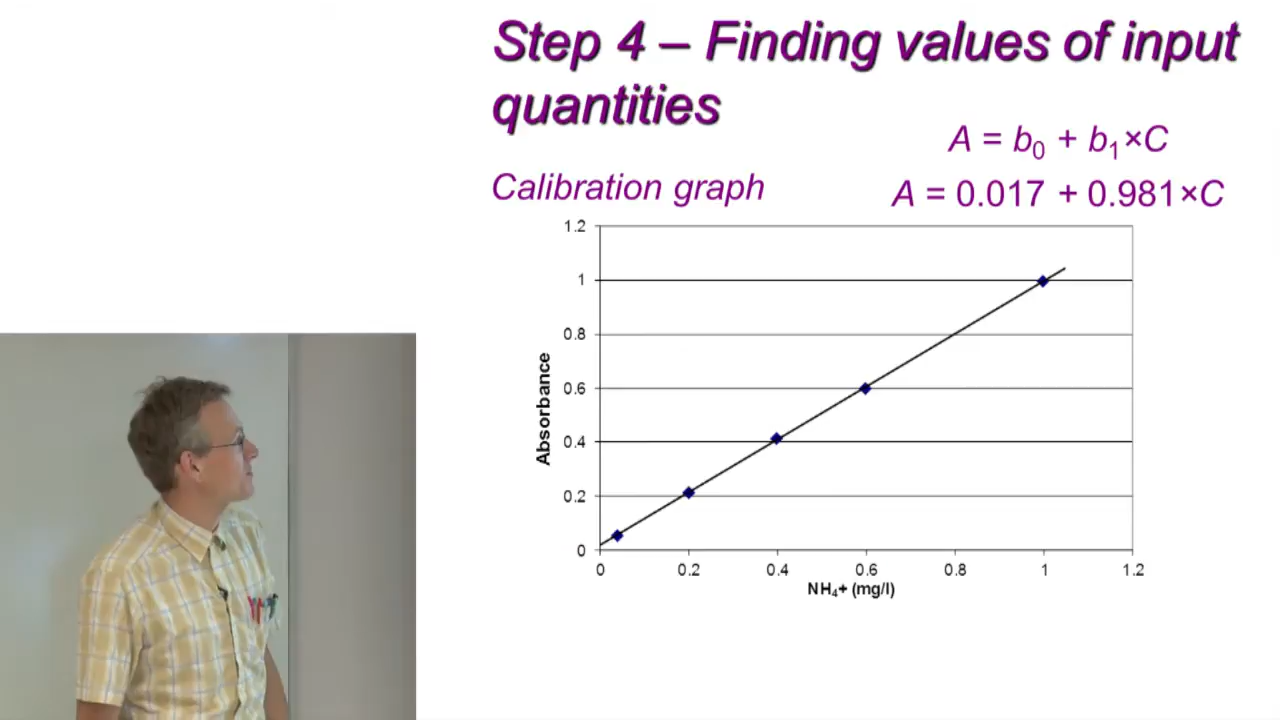 Step 4 – Finding values of input
quantities
A = b₀ + b₁×C
Calibration graph
A = 0.017 + 0.981×C
1.2
1
0.8
0.6
0.4
0.2
0
Absorbance
0 0.2 0.4 0.6 0.8 1 1.2
NH₄+ (mg/l)